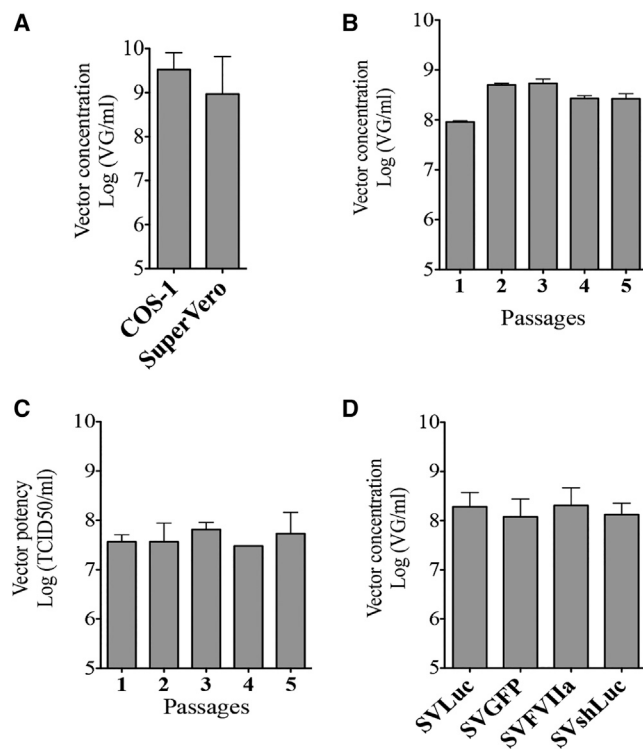 A
Vector concentration
Log (VG/ml)
10
9
8
7
6
5
COS-1
SuperVero
B
Vector concentration
Log (VG/ml)
10
9
8
7
6
5
1 2 3 4 5
Passages
C
Vector potency
Log (TCID50/ml)
10
9
8
7
6
5
1 2 3 4 5
Passages
D
Vector concentration
Log (VG/ml)
10
9
8
7
6
5
SVLuc
SVGFP
SVFVIIa
SVshLuc